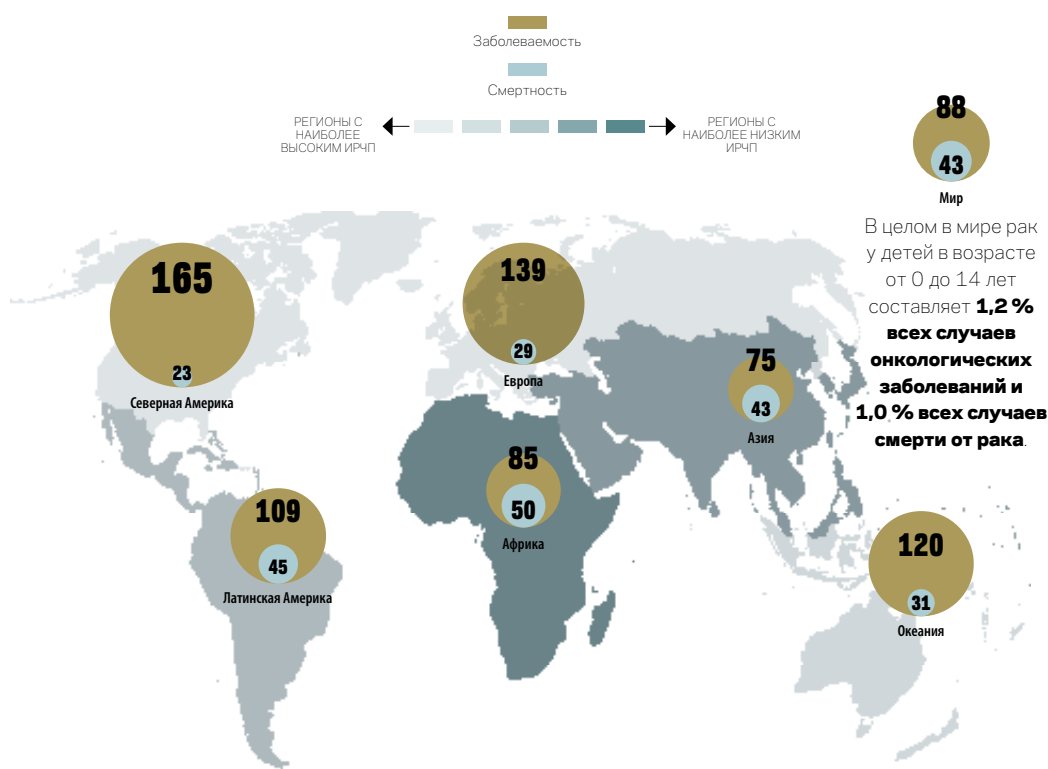 Заболеваемость
Смертность
РЕГИОНЫ С
НАИБОЛЕЕ
ВЫСОКИМ ИРЧП
РЕГИОНЫ С
НАИБОЛЕЕ НИЗКИМ
ИРЧП
88
43
Мир
В целом в мире рак
у детей в возрасте
от 0 до 14 лет
составляет 1,2 %
всех случаев
онкологических
заболеваний и
1,0 % всех случаев
смерти от рака.
165
23
Северная Америка
139
29
Европа
75
43
Азия
85
50
Африка
109
45
Латинская Америка
120
31
Океания